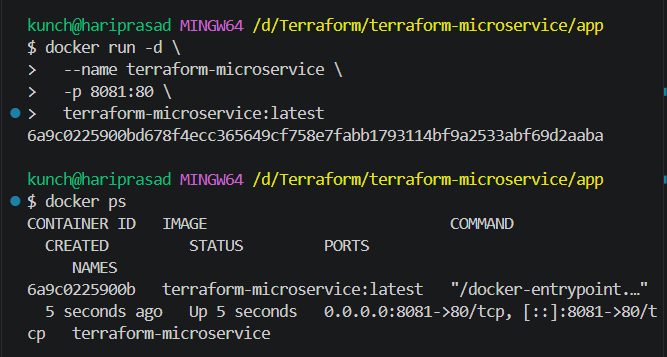 kunch@hariprasad MINGW64 /d/Terraform/terraform-microservice/app
$ docker run -d \
>   --name terraform-microservice \
>   -p 8081:80 \
>   terraform-microservice:latest
6a9c0225900bd678f4ecc365649cf758e7fabb1793114bf9a2533abf69d2aaba
kunch@hariprasad MINGW64 /d/Terraform/terraform-microservice/app
$ docker ps
CONTAINER ID   IMAGE                           COMMAND
  CREATED         STATUS         PORTS
     NAMES
6a9c0225900b   terraform-microservice:latest   "/docker-entrypoint.…"
  5 seconds ago   Up 5 seconds   0.0.0.0:8081->80/tcp, [::]:8081->80/t
cp   terraform-microservice